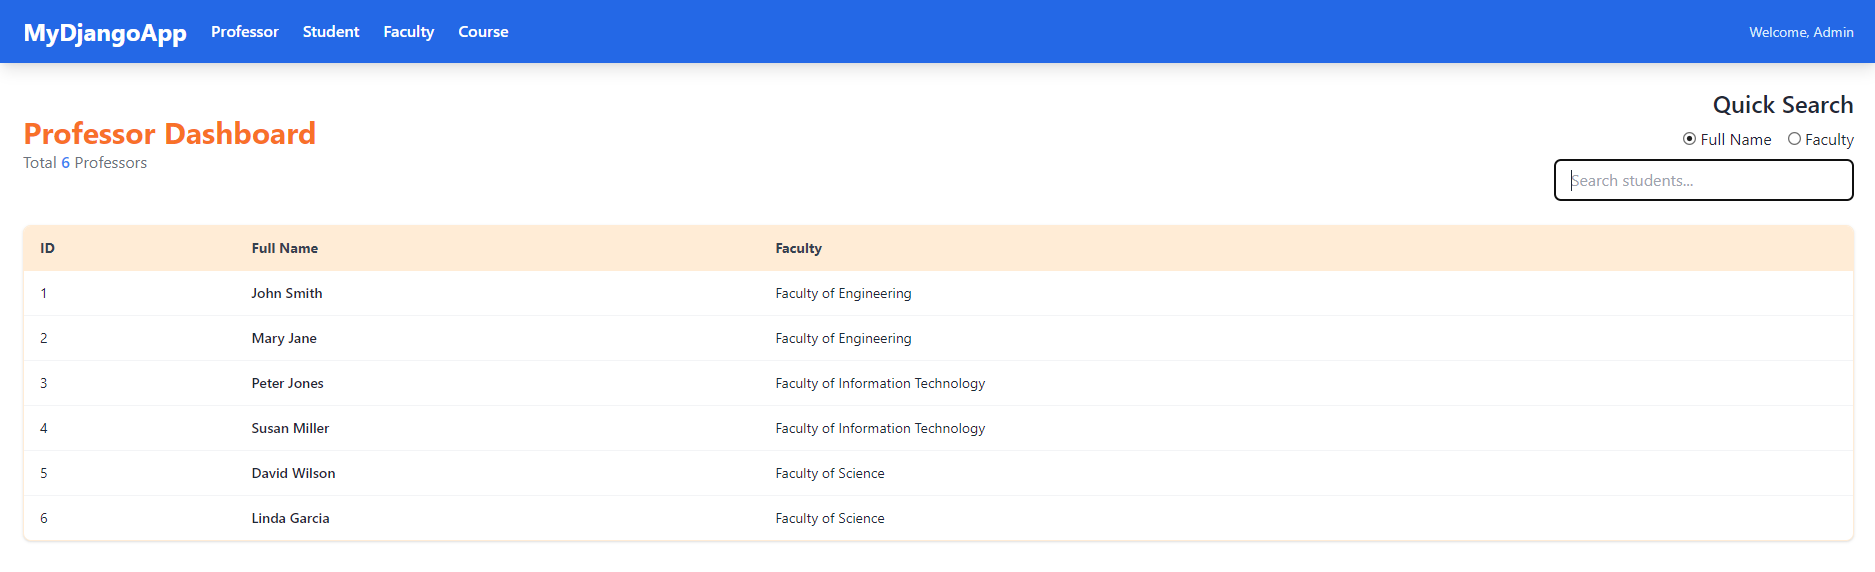 MyDjangoApp Professor Student Faculty Course Welcome, Admin
Quick Search
Professor Dashboard
Full Name Faculty
Total 6 Professors
Search students...
ID Full Name Faculty
1 John Smith Faculty of Engineering
2 Mary Jane Faculty of Engineering
3 Peter Jones Faculty of Information Technology
4 Susan Miller Faculty of Information Technology
5 David Wilson Faculty of Science
6 Linda Garcia Faculty of Science